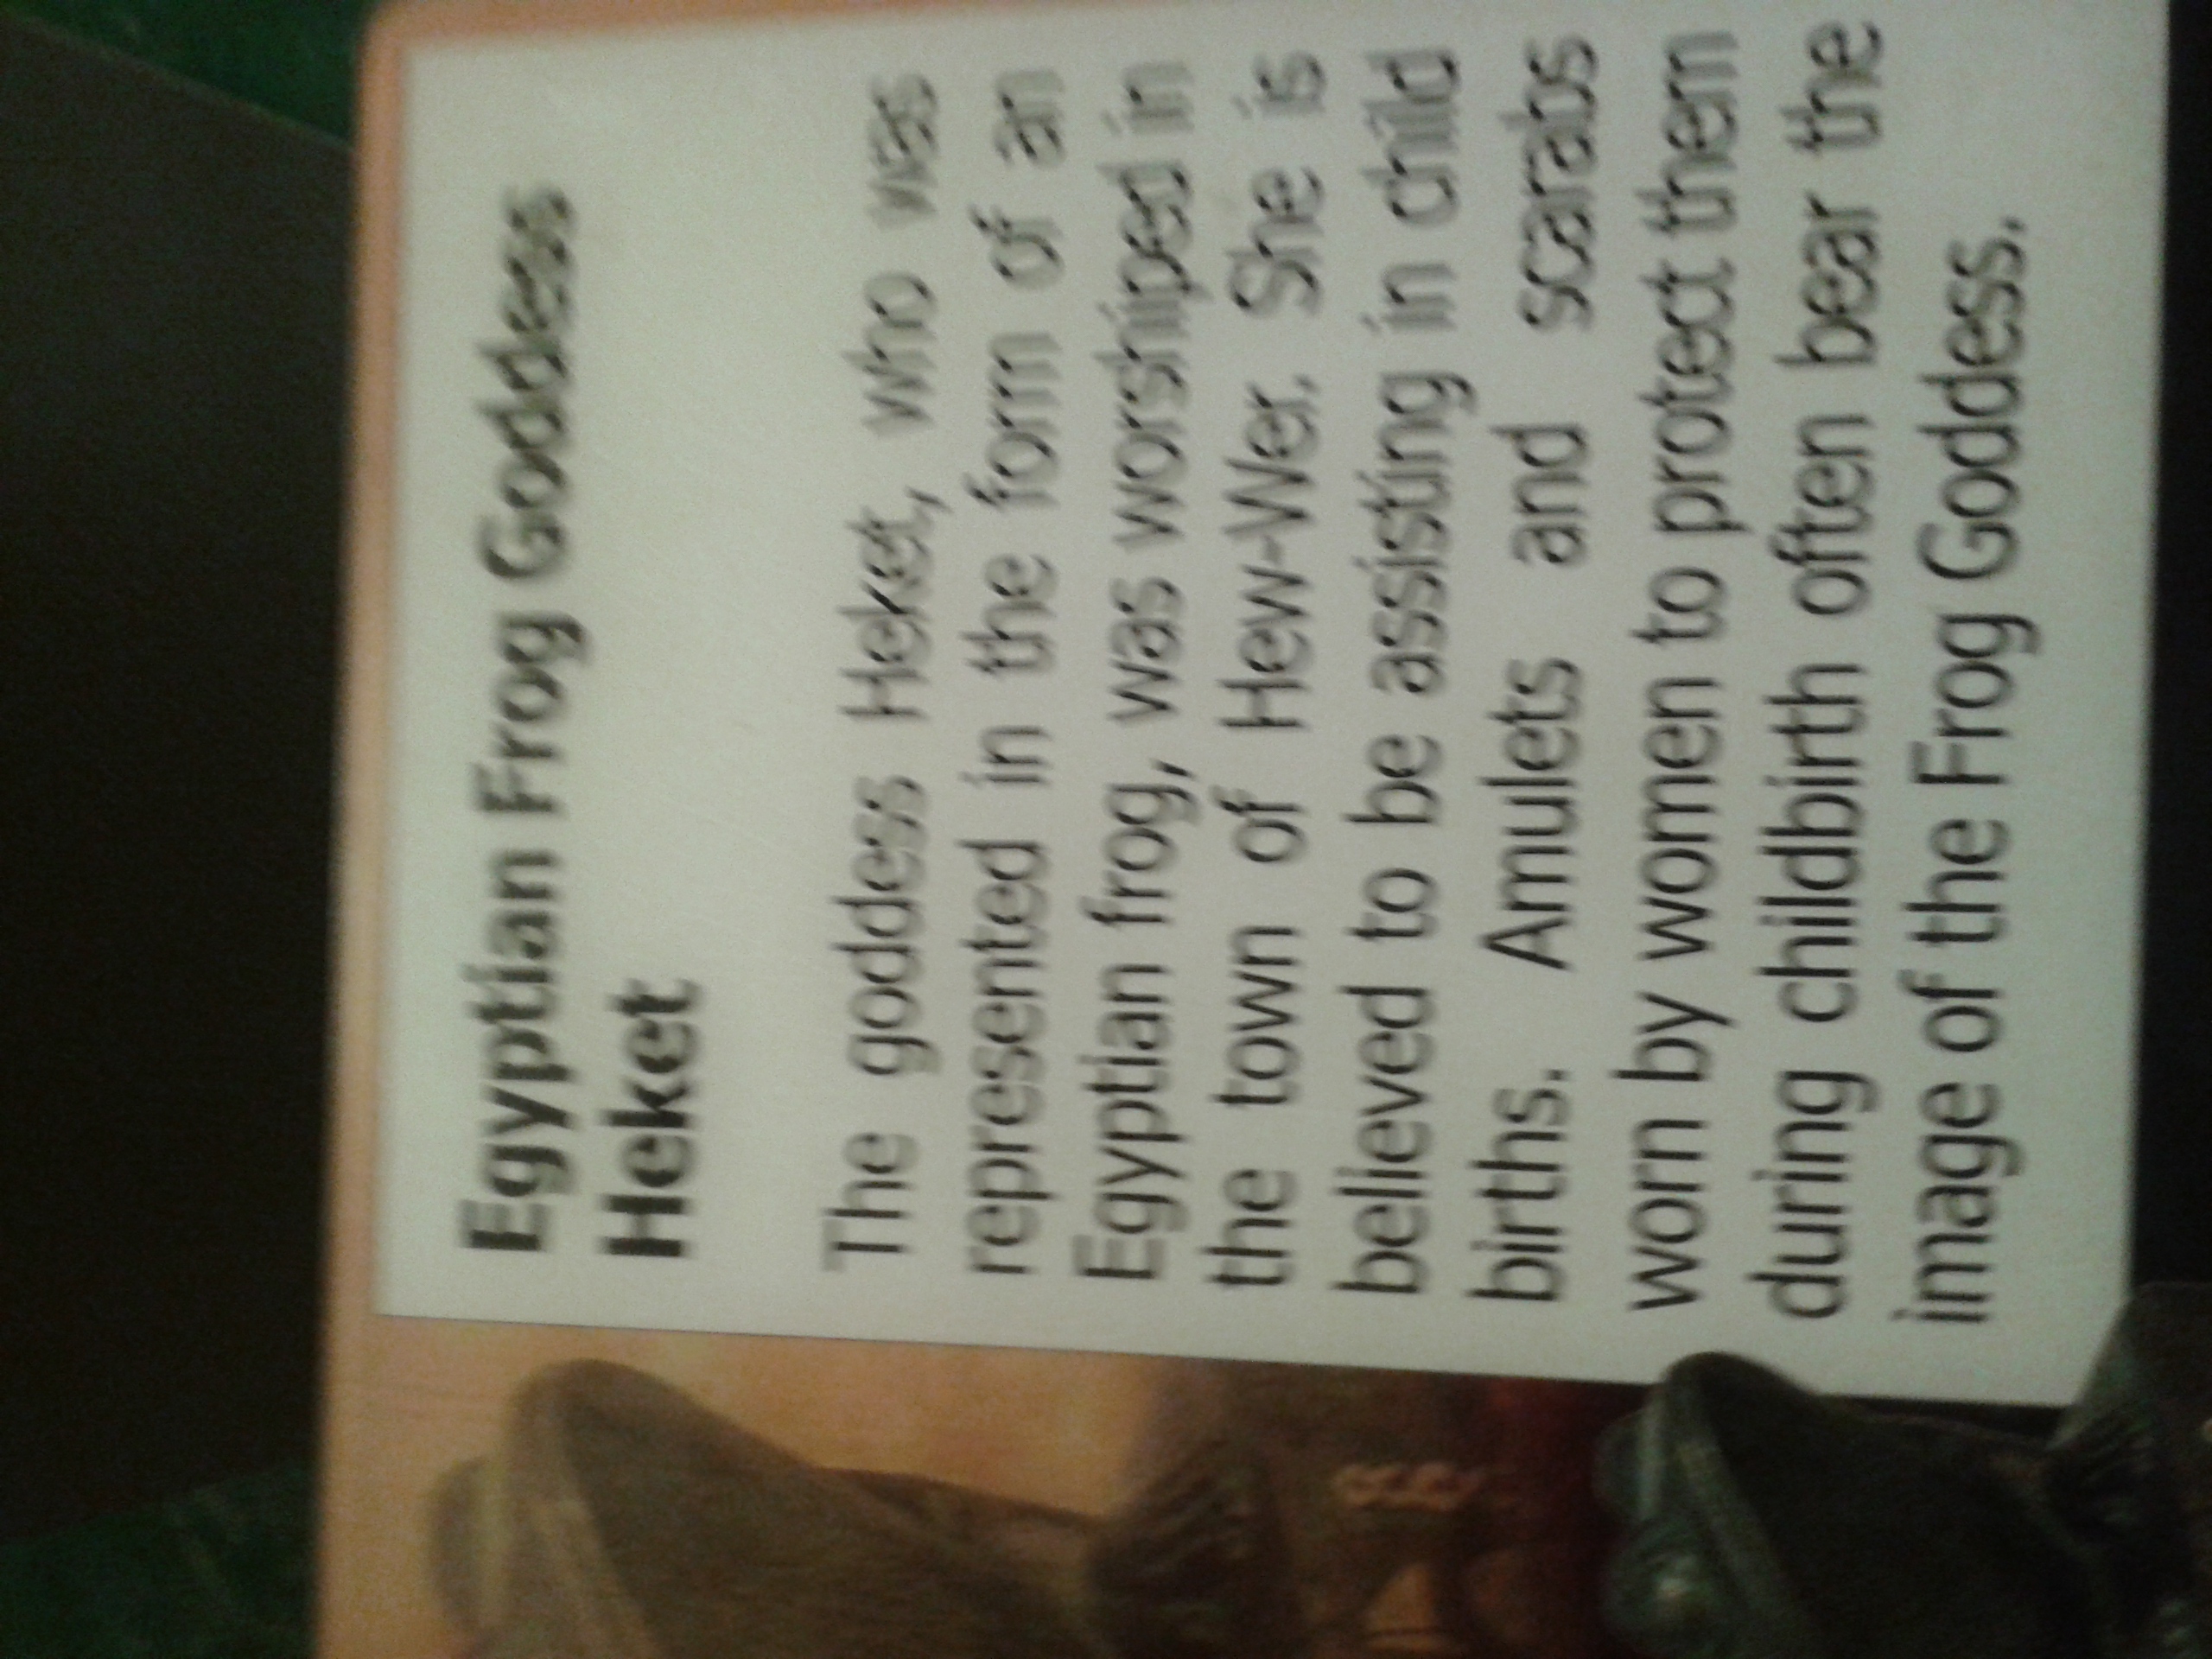 Egyptian Frog Goddess
Heket
The goddess Heket, who was
represented in the form of an
Egyptian frog, was worshiped in
the town of Hew-Wer. She is
believed to be assisting in child
births. Amulets and scarabs
worn by women to protect them
during childbirth often bear the
image of the Frog Goddess.